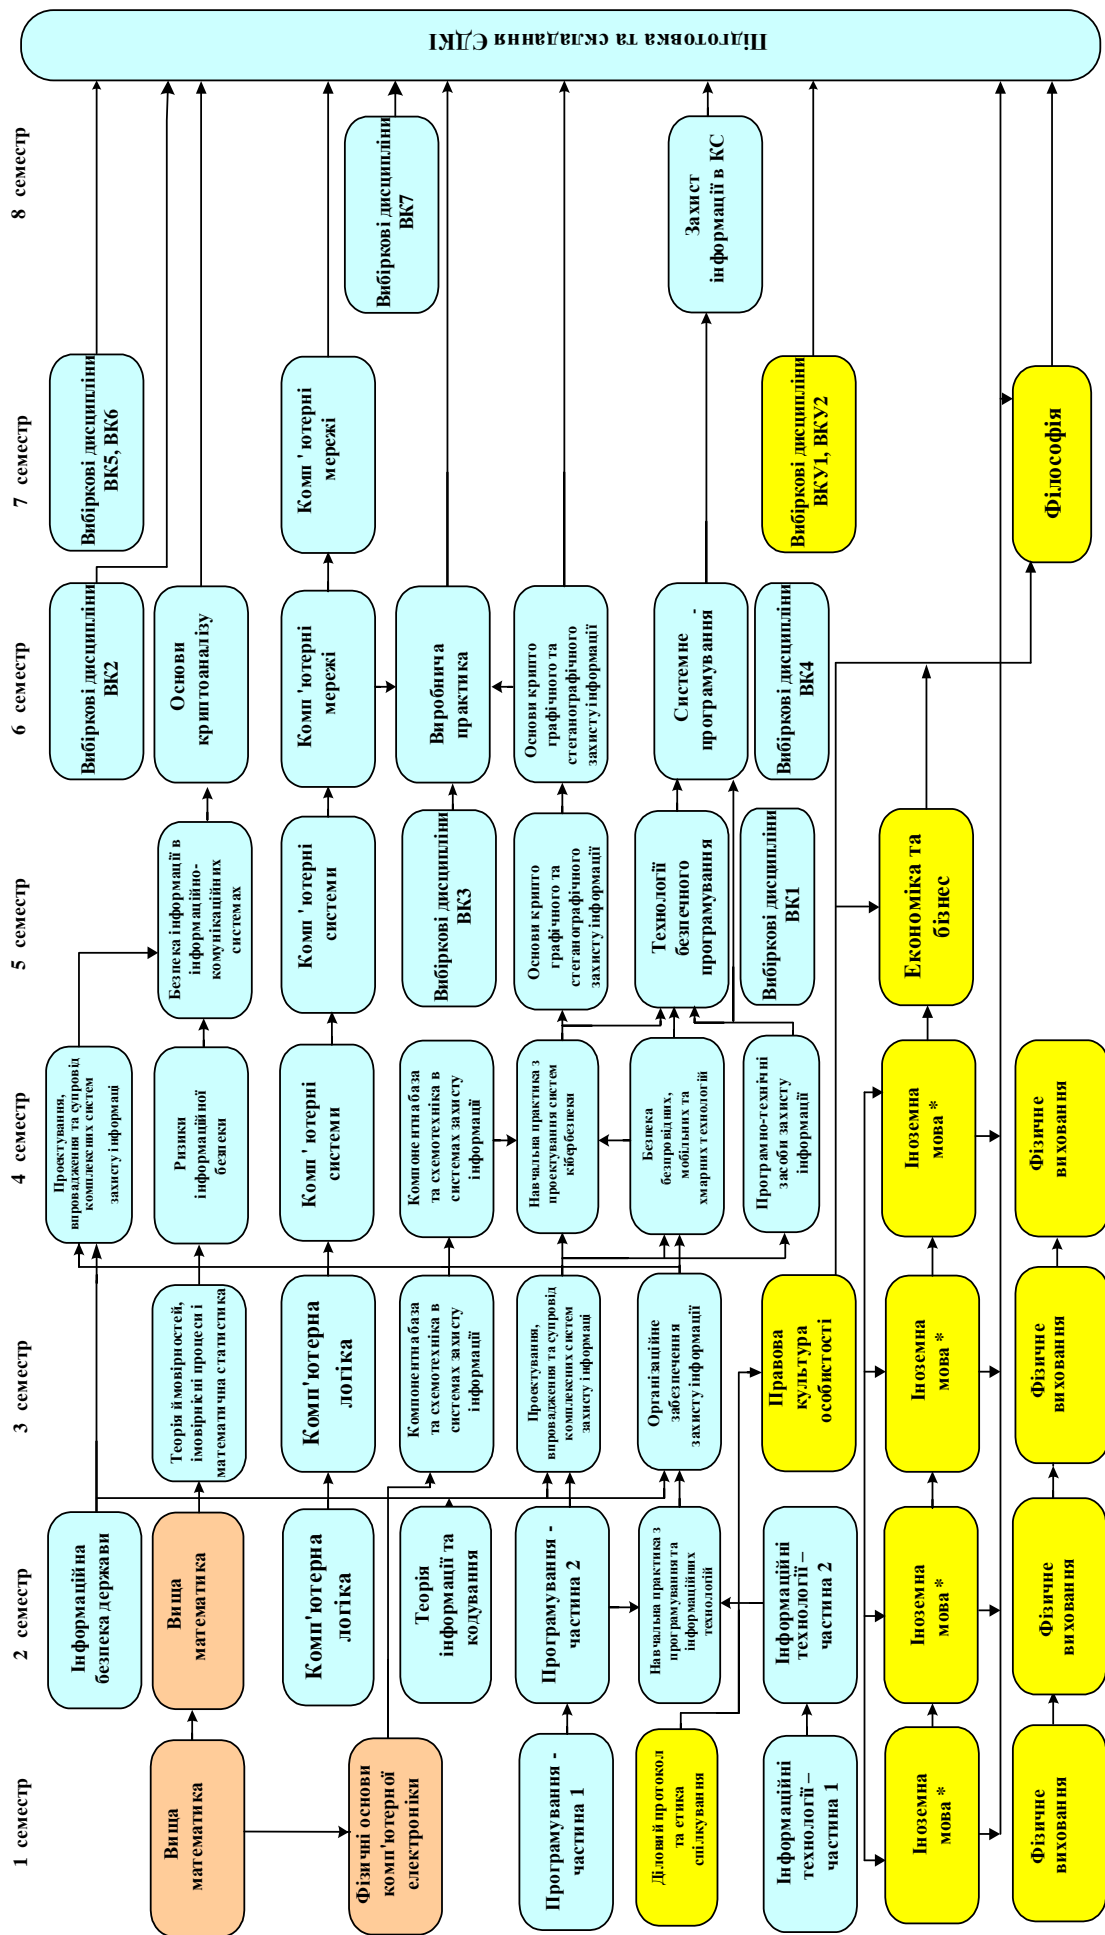 1 семестр
2 семестр
3 семестр
4 семестр
5 семестр
6 семестр
7 семестр
8 семестр
Інформаційна
безпека держави
Проектування,
впровадження та супровід
комплексних систем
захисту інформації
Вибіркові дисципліни
ВК2
Вибіркові дисципліни
ВК5, ВК6
Вища
математика
Вища
математика
Теорія ймовірностей,
імовірнісні процеси і
математична статистика
Ризики
інформаційної
безпеки
Безпека інформації в
інформаційно-
комунікаційних
системах
Основи
криптоаналізу
Комп'ютерна
логіка
Комп'ютерна
логіка
Комп 'ютерні
системи
Комп 'ютерні
системи
Комп 'ютерні
мережі
Комп 'ютерні
мережі
Фізичні основи
комп'ютерної
електроніки
Теорія
інформації та
кодування
Компонентна база
та схемотехніка в
системах захисту
інформації
Компонентна база
та схемотехніка в
системах захисту
інформації
Вибіркові дисципліни
ВК3
Виробнича
практика
Вибіркові дисципліни
ВК7
Програмування -
частина 1
Програмування -
частина 2
Проектування,
впровадження та супровід
комплексних систем
захисту інформації
Навчальна практика з
проектування систем
кібербезпеки
Основи крипто
графічного та
стеганографічного
захисту інформації
Основи крипто
графічного та
стеганографічного
захисту інформації
Діловий протокол
та етика
спілкування
Навчальна практика з
програмування та
інформаційних
технологій
Організаційне
забезпечення
захисту інформації
Безпека
безпровідних,
мобільних та
хмарних технологій
Технології
безпечного
програмування
Системне -
програмування
Захист
інформації в КС
Інформаційні
технології –
частина 1
Інформаційні
технології –
частина 2
Правова
культура
особистості
Програмно-технічні
засоби захисту
інформації
Вибіркові дисципліни
ВК1
Вибіркові дисципліни
ВК4
Вибіркові дисципліни
ВКУ1, ВКУ2
Іноземна
мова *
Іноземна
мова *
Іноземна
мова *
Іноземна
мова *
Економіка та
бізнес
Фізичне
виховання
Фізичне
виховання
Фізичне
виховання
Фізичне
виховання
Філософія
Підготовка та складання ЄДКІ